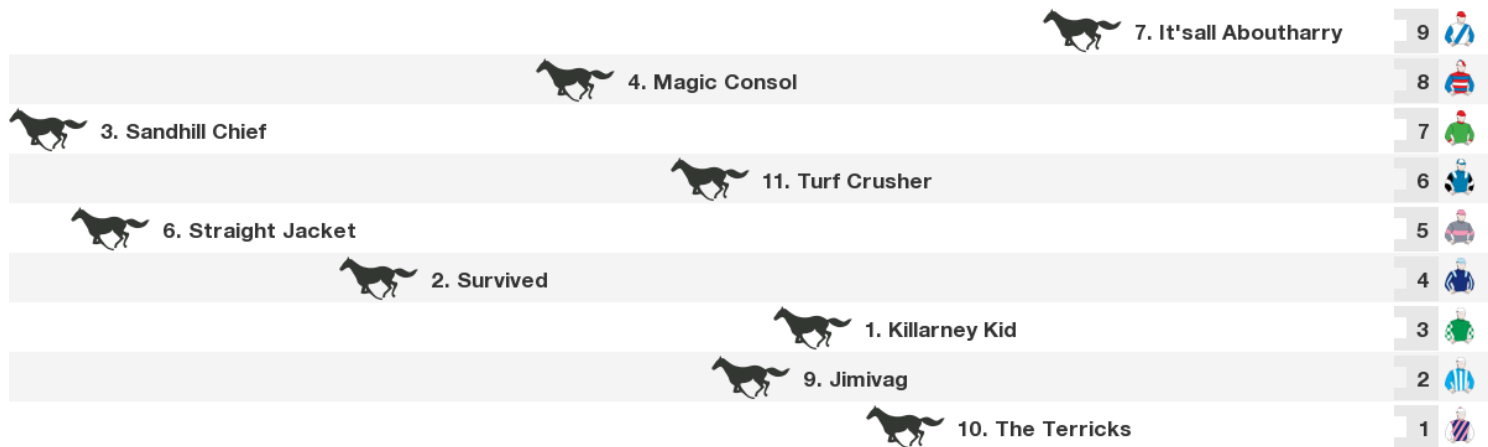 7. It'sall Aboutharry 9
4. Magic Consol 8
3. Sandhill Chief 7
11. Turf Crusher 6
6. Straight Jacket 5
2. Survived 4
1. Killarney Kid 3
9. Jimivag 2
10. The Terricks 1